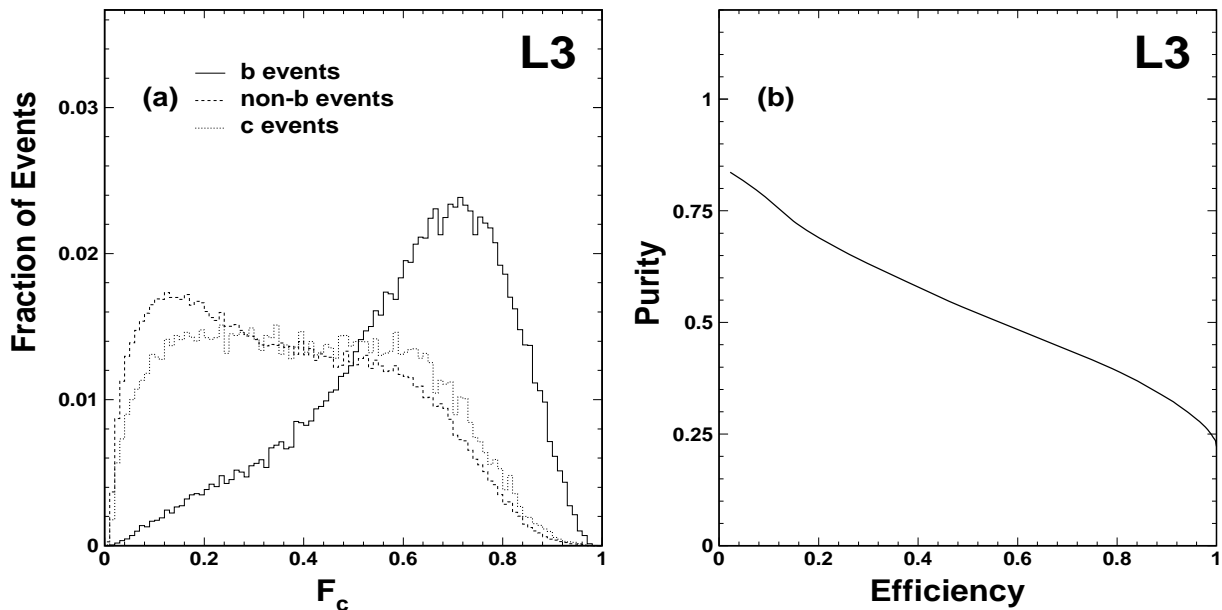 L3
b events
(a)
non-b events
c events
0.03
0.02
0.01
0
Fraction of Events
0
0.2
0.4
0.6
0.8
1
F_c
L3
(b)
1
0.75
0.5
0.25
0
Purity
0
0.2
0.4
0.6
0.8
1
Efficiency